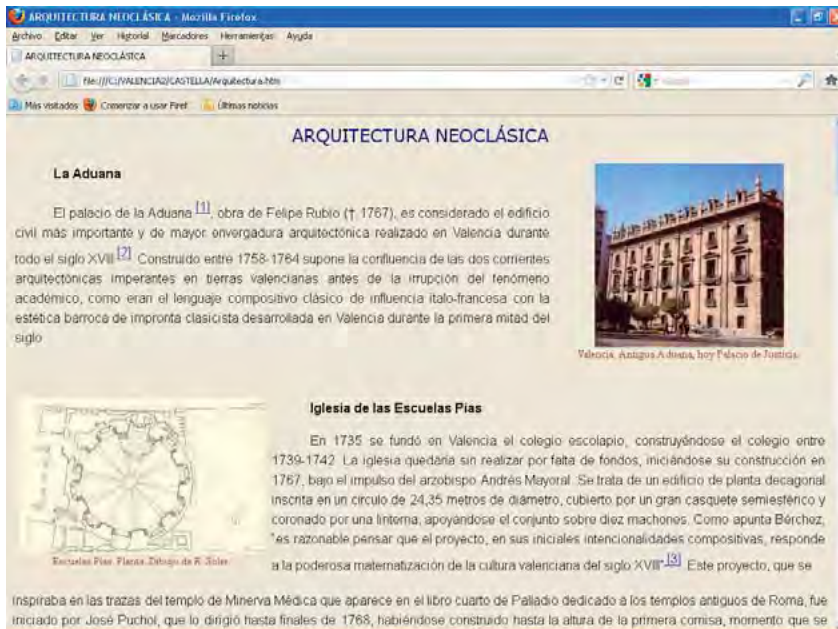 ARQUITECTURA NEOCLÁSICA - Mozilla Firefox
Archivo Editar Ver Historial Marcadores Herramientas Ayuda
ARQUITECTURA NEOCLÁSICA
file:///C:/VALENCIA2/CASTELLA/Arquitectura.htm
Más visitados Comenzar a usar Firef... Últimas noticias
ARQUITECTURA NEOCLÁSICA
La Aduana
El palacio de la Aduana [1], obra de Felipe Rubio († 1767), es considerado el edificio
civil más importante y de mayor envergadura arquitectónica realizado en Valencia durante
todo el siglo XVIII [2]. Construido entre 1758-1764 supone la confluencia de las dos corrientes
arquitectónicas imperantes en tierras valencianas antes de la irrupción del fenómeno
académico, como eran el lenguaje compositivo clásico de influencia italo-francesa con la
estética barroca de impronta clasicista desarrollada en Valencia durante la primera mitad del
siglo.
Valencia. Antigua Aduana, hoy Palacio de Justicia.
Iglesia de las Escuelas Pías
En 1735 se fundó en Valencia el colegio escolapio, construyéndose el colegio entre
1739-1742. La iglesia quedaría sin realizar por falta de fondos, iniciándose su construcción en
1767, bajo el impulso del arzobispo Andrés Mayoral. Se trata de un edificio de planta decagonal
inscrita en un círculo de 24,35 metros de diámetro, cubierto por un gran casquete semiesférico y
coronado por una linterna, apoyándose el conjunto sobre diez machones. Como apunta Bérchez,
"es razonable pensar que el proyecto, en sus iniciales intencionalidades compositivas, responde
a la poderosa matematización de la cultura valenciana del siglo XVIII" [3]. Este proyecto, que se
Escuelas Pías. Planta. Dibujo de R. Soler.
inspiraba en las trazas del templo de Minerva Médica que aparece en el libro cuarto de Palladio dedicado a los templos antiguos de Roma, fue
iniciado por José Puchol, que lo dirigió hasta finales de 1768, habiéndose construido hasta la altura de la primera cornisa, momento que se